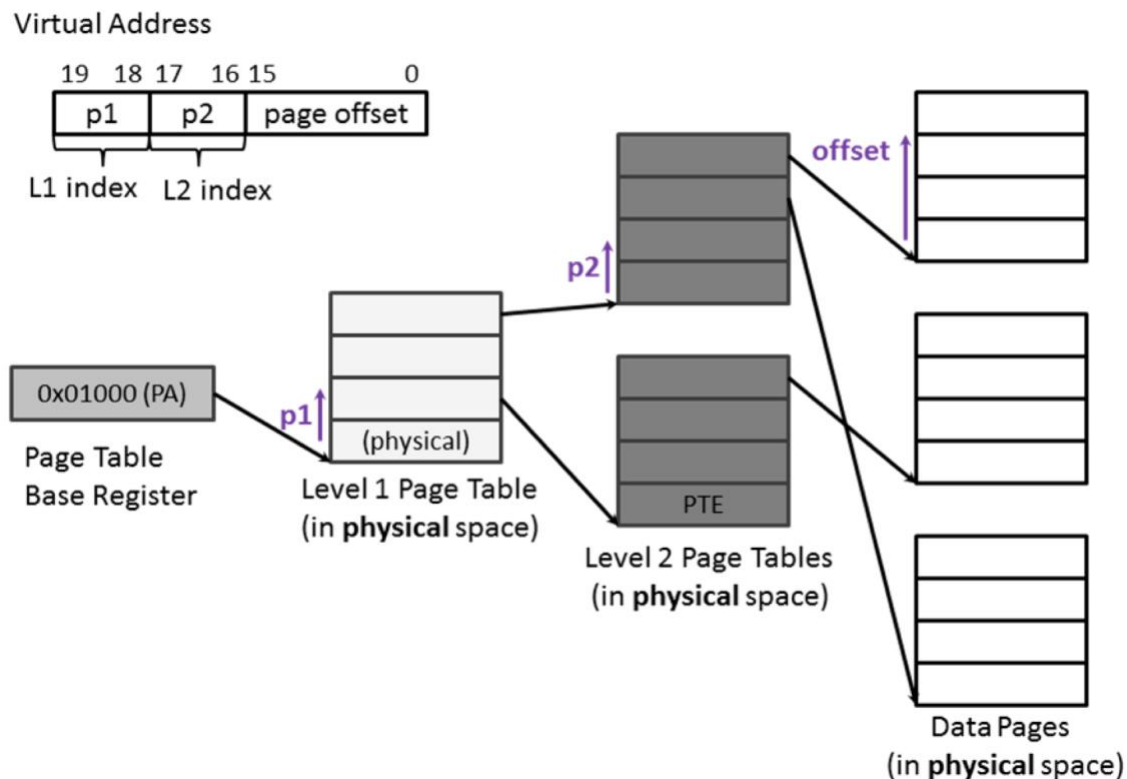 Virtual Address
19 18 17 16 15 0
p1 p2 page offset
L1 index L2 index
offset
p2
0x01000 (PA)
p1
(physical)
Page Table
Base Register
Level 1 Page Table
(in physical space)
PTE
Level 2 Page Tables
(in physical space)
Data Pages
(in physical space)